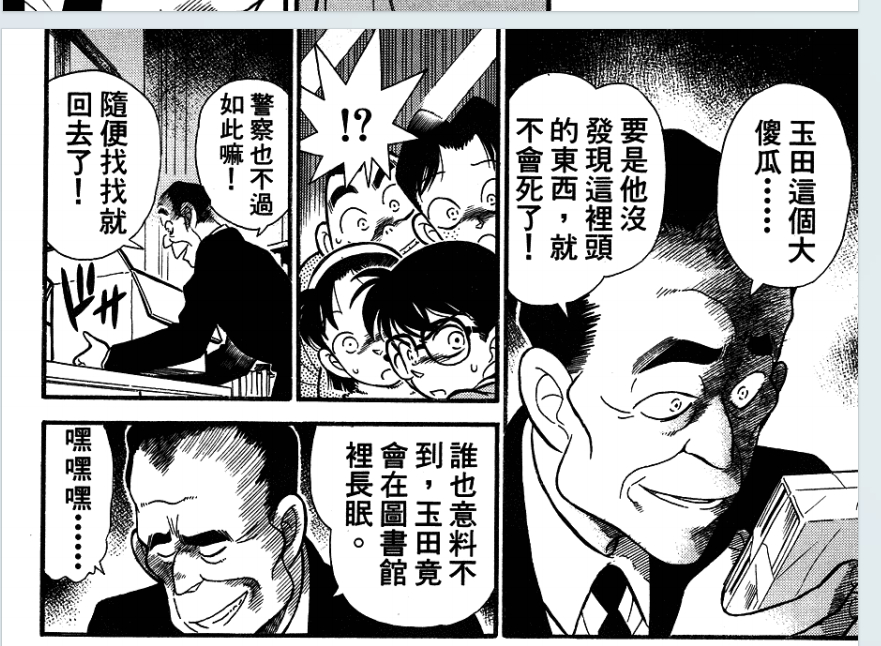 玉田這個大
傻瓜……
要是他沒
發現這裡頭
的東西，就
不會死了！
!?
警察也不過
如此嘛！
隨便找找就
回去了！
ドサ
誰也意料不
到，玉田竟
會在圖書館
裡長眠。
嘿嘿嘿……